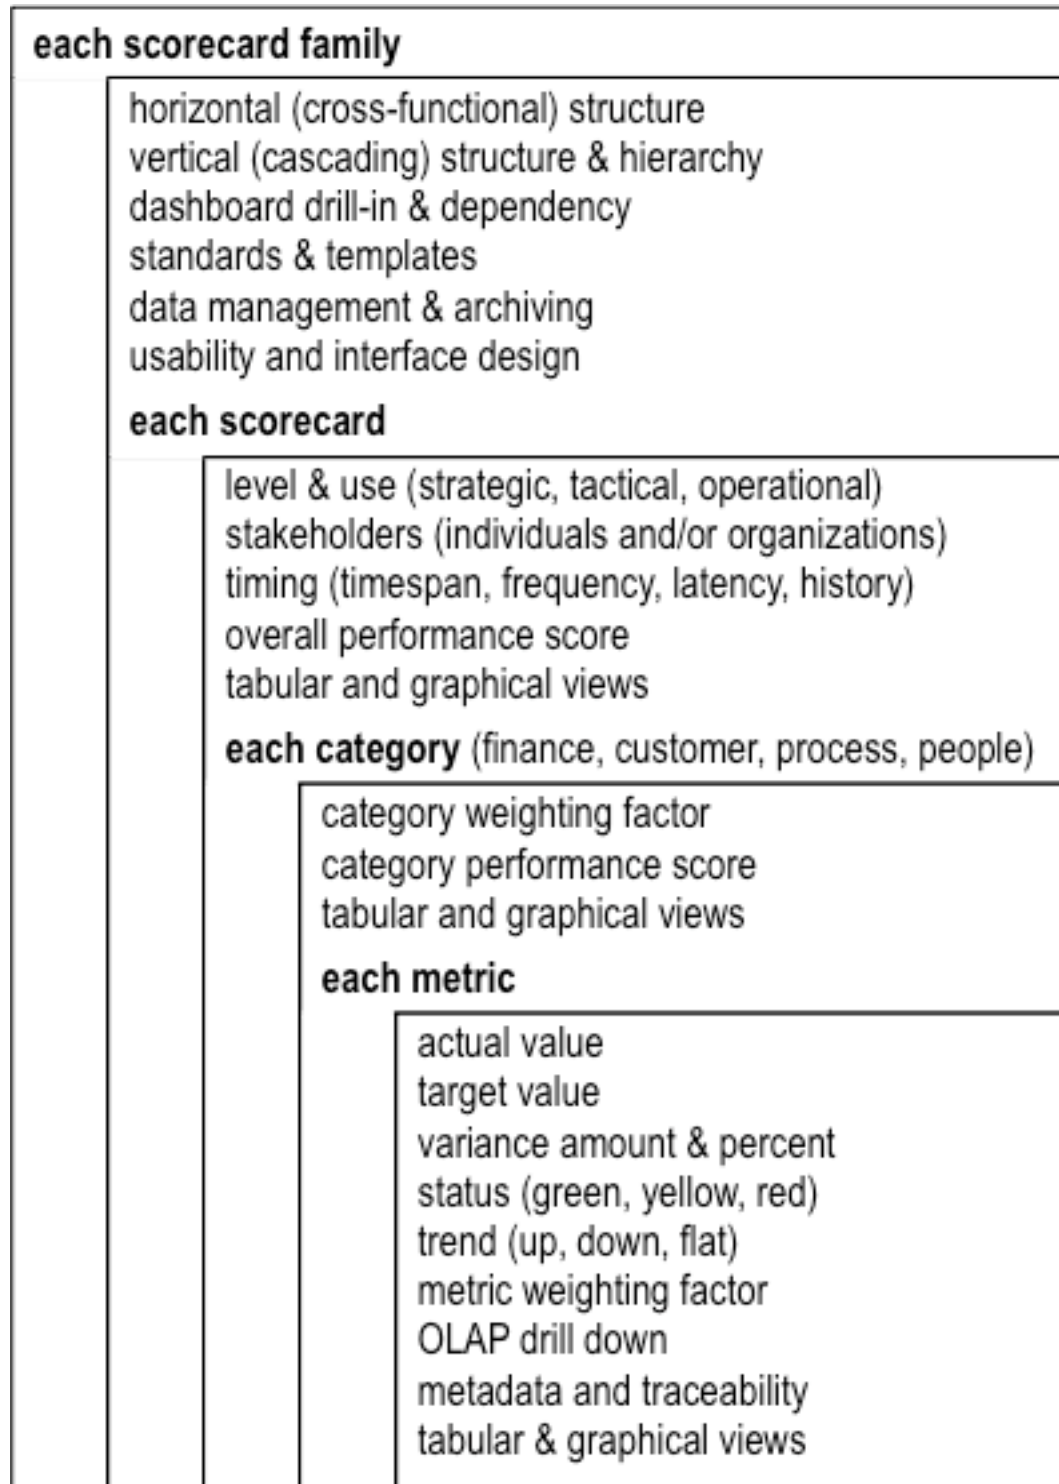 each scorecard family
horizontal (cross-functional) structure
vertical (cascading) structure & hierarchy
dashboard drill-in & dependency
standards & templates
data management & archiving
usability and interface design
each scorecard
level & use (strategic, tactical, operational)
stakeholders (individuals and/or organizations)
timing (timespan, frequency, latency, history)
overall performance score
tabular and graphical views
each category (finance, customer, process, people)
category weighting factor
category performance score
tabular and graphical views
each metric
actual value
target value
variance amount & percent
status (green, yellow, red)
trend (up, down, flat)
metric weighting factor
OLAP drill down
metadata and traceability
tabular & graphical views